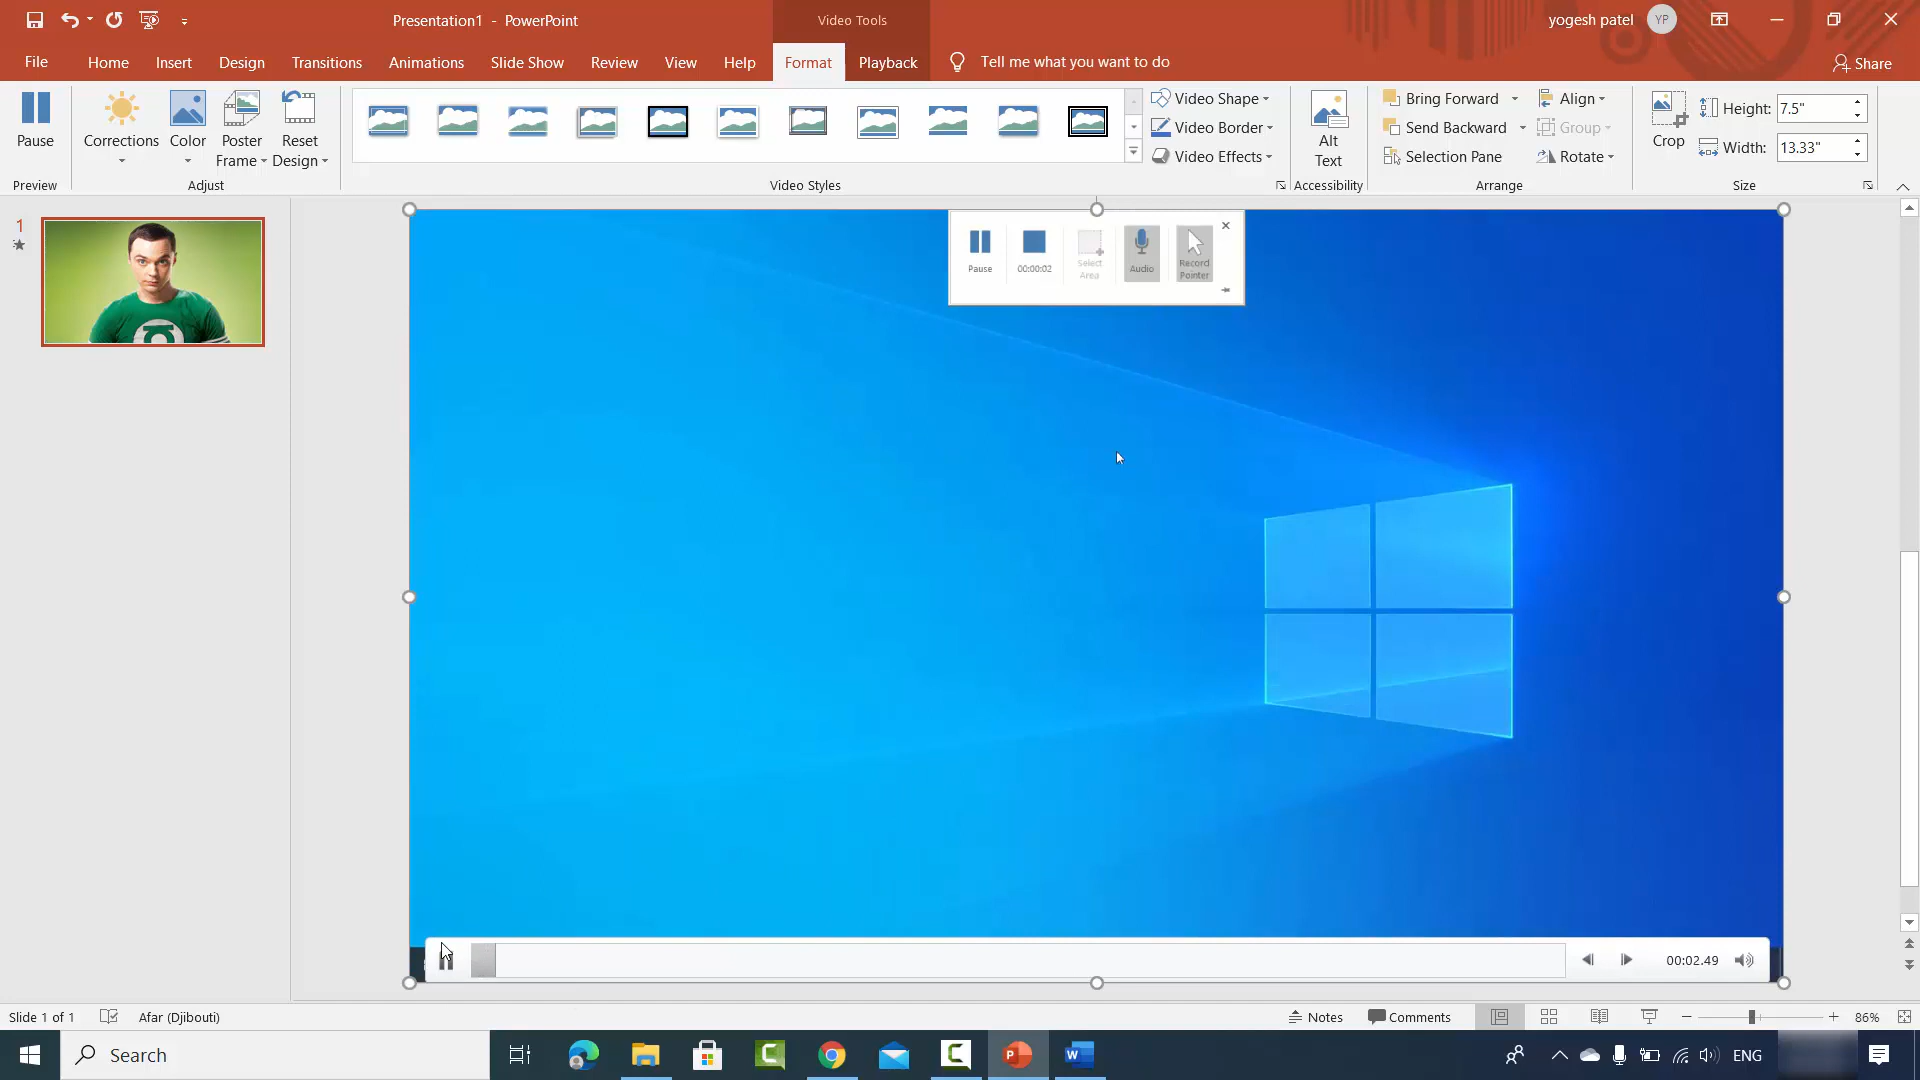 Presentation1 - PowerPoint
Video Tools
yogesh patel
YP
File
Home
Insert
Design
Transitions
Animations
Slide Show
Review
View
Help
Format
Playback
Tell me what you want to do
Share
Pause
Corrections
Color
Poster
Frame
Reset
Design
Video Shape
Video Border
Video Effects
Alt
Text
Bring Forward
Send Backward
Selection Pane
Align
Group
Rotate
Crop
Height: 7.5"
Width: 13.33"
Preview
Adjust
Video Styles
Accessibility
Arrange
Size
1
Pause
00:00:02
Select
Area
Audio
Record
Pointer
00:02.49
Slide 1 of 1
Afar (Djibouti)
Notes
Comments
86%
Search
ENG